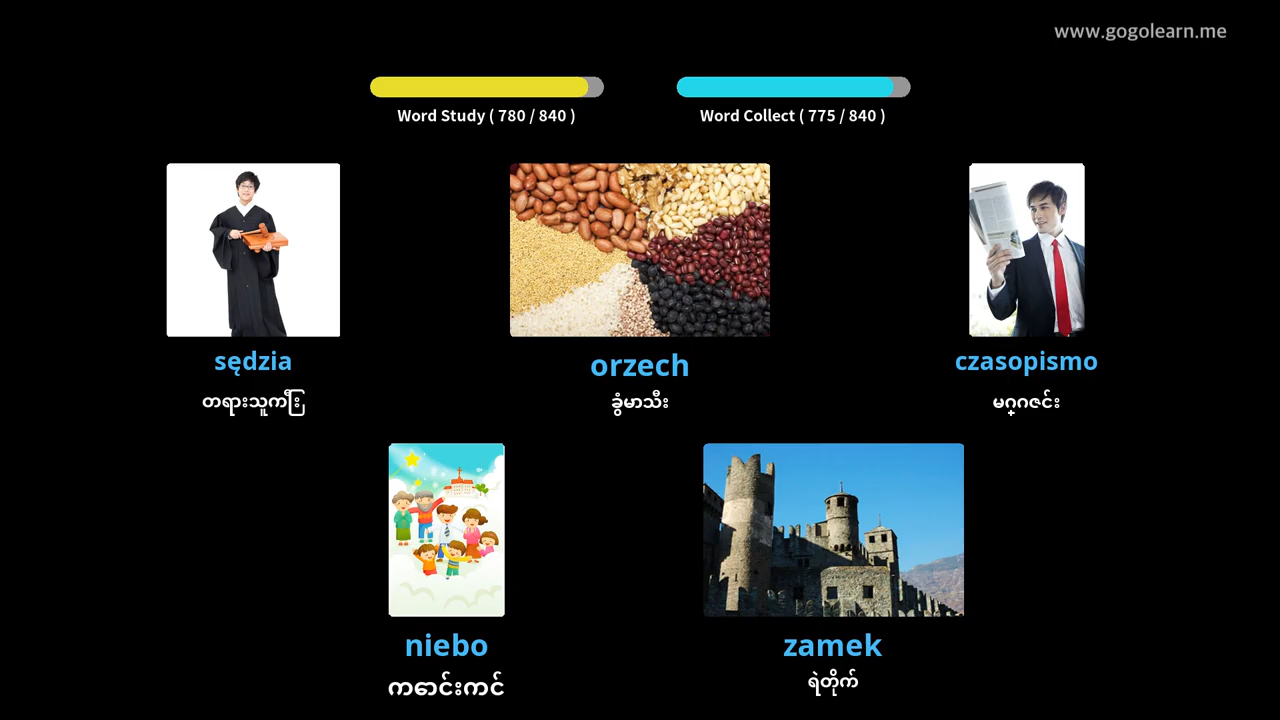 www.gogolearn.me
Word Study ( 780 / 840 )
Word Collect ( 775 / 840 )
sędzia
orzech
czasopismo
တရားသူကြီး
ခွံမာသီး
မဂ္ဂဇင်း
niebo
zamek
ကောင်းကင်
ရဲတိုက်